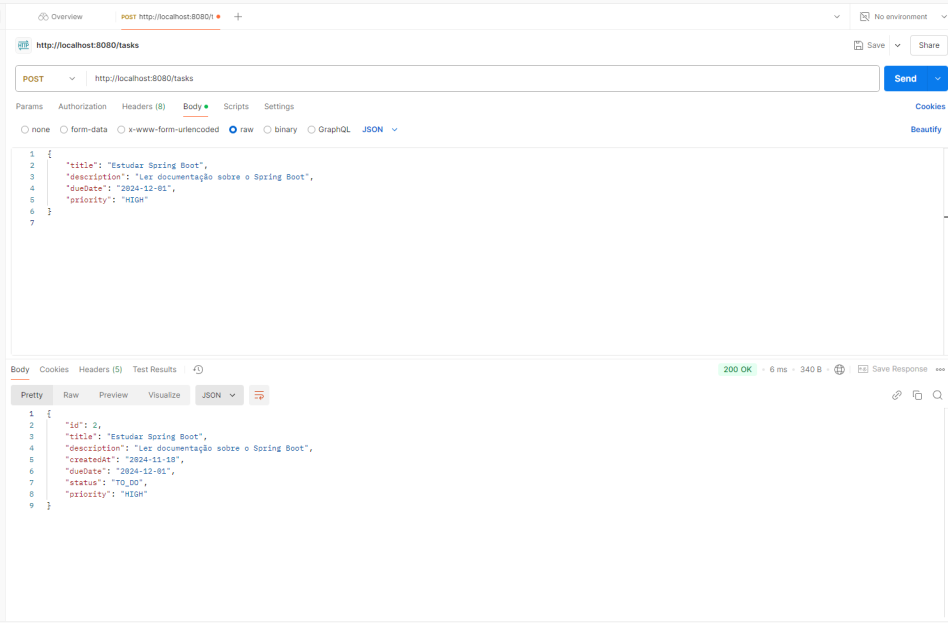 Overview POST http://localhost:8080/t No environment
HTTP http://localhost:8080/tasks Save Share
POST http://localhost:8080/tasks Send
Params Authorization Headers (8) Body Scripts Settings Cookies
none form-data x-www-form-urlencoded raw binary GraphQL JSON Beautify
1 {
2 "title": "Estudar Spring Boot",
3 "description": "Ler documentação sobre o Spring Boot",
4 "dueDate": "2024-12-01",
5 "priority": "HIGH"
6 }
7
Body Cookies Headers (5) Test Results 200 OK 6 ms 340 B Save Response
Pretty Raw Preview Visualize JSON
1 {
2 "id": 2,
3 "title": "Estudar Spring Boot",
4 "description": "Ler documentação sobre o Spring Boot",
5 "createdAt": "2024-11-18",
6 "dueDate": "2024-12-01",
7 "status": "TO_DO",
8 "priority": "HIGH"
9 }